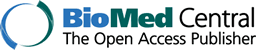 BioMed Central
The Open Access Publisher